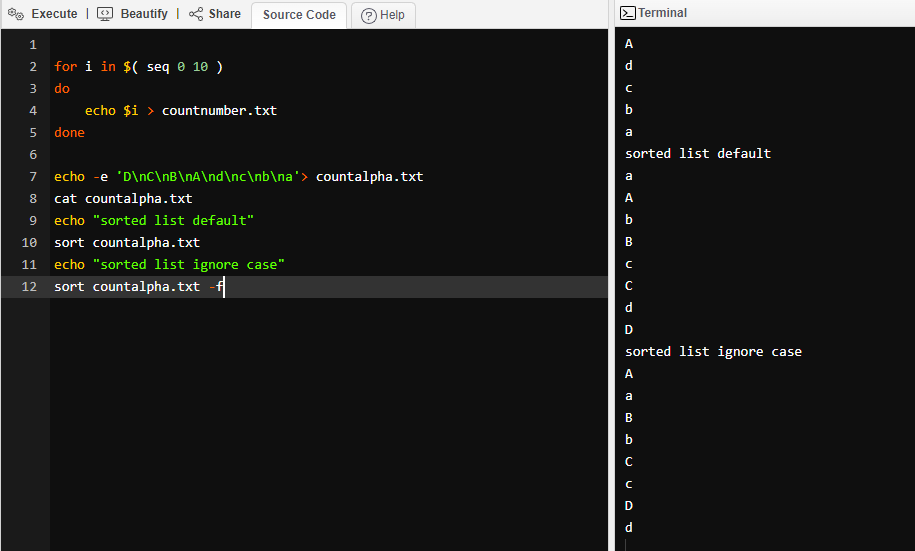 Execute | Beautify | Share Source Code Help
1
2 for i in $( seq 0 10 )
3 do
4 echo $i > countnumber.txt
5 done
6
7 echo -e 'D\nC\nB\nA\nd\nc\nb\na'> countalpha.txt
8 cat countalpha.txt
9 echo "sorted list default"
10 sort countalpha.txt
11 echo "sorted list ignore case"
12 sort countalpha.txt -f
Terminal
A
d
c
b
a
sorted list default
a
A
b
B
c
C
d
D
sorted list ignore case
A
a
B
b
C
c
D
d